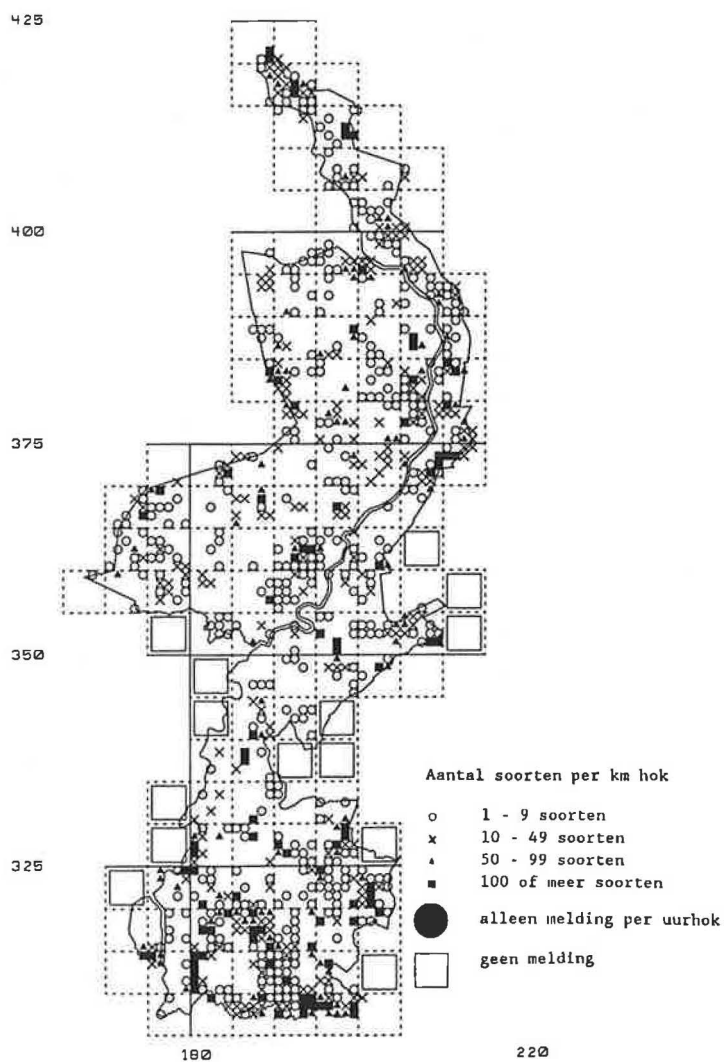 425
400
375
350
Aantal soorten per km hok
1 - 9 soorten
10 - 49 soorten
50 - 99 soorten
100 of meer soorten
325
alleen melding per uurhok
geen melding
180
220